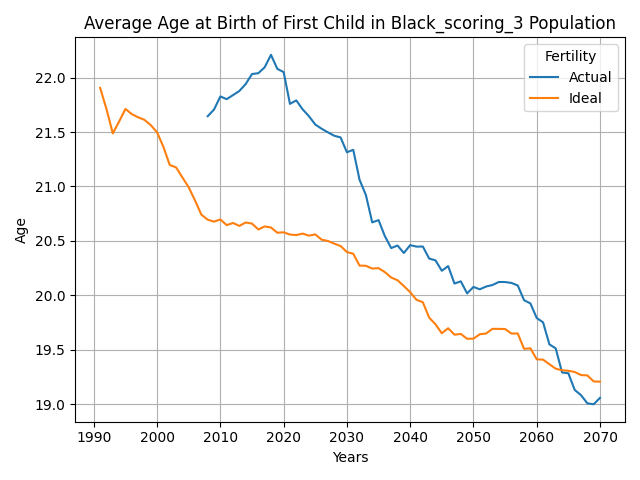 Average Age at Birth of First Child in Black_scoring_3 Population
Fertility
Actual
Ideal
Age
22.0
21.5
21.0
20.5
20.0
19.5
19.0
1990 2000 2010 2020 2030 2040 2050 2060 2070
Years